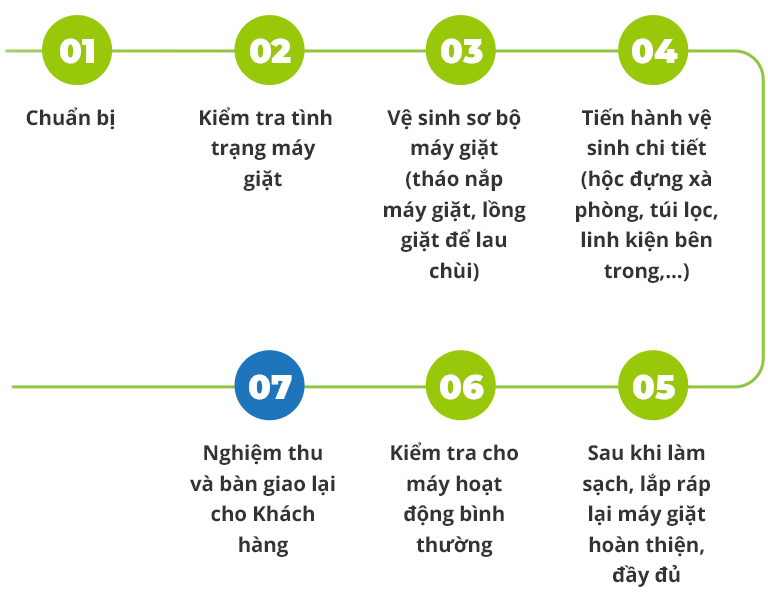 01
Chuẩn bị
02
Kiểm tra tình
trạng máy
giặt
03
Vệ sinh sơ bộ
máy giặt
(tháo nắp
máy giặt, lồng
giặt để lau
chùi)
04
Tiến hành vệ
sinh chi tiết
(hộc đựng xà
phòng, túi lọc,
linh kiện bên
trong,...)
05
Sau khi làm
sạch, lắp ráp
lại máy giặt
hoàn thiện,
đầy đủ
06
Kiểm tra cho
máy hoạt
động bình
thường
07
Nghiệm thu
và bàn giao lại
cho Khách
hàng